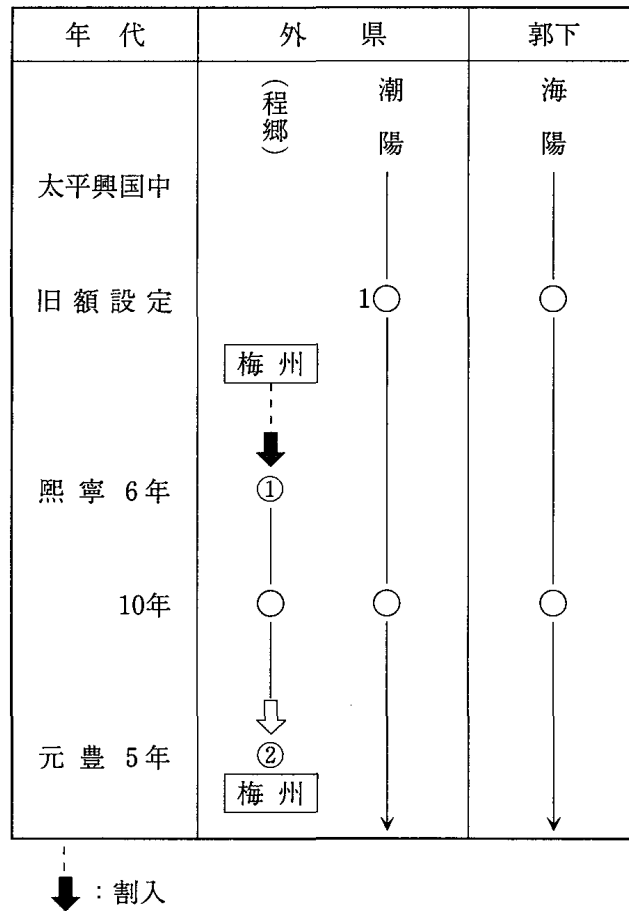 年代 外県 郭下
(程郷) 潮陽 海陽
太平興国中
旧額設定 1○ ○
梅州
熙寧 6年 ①
10年 ○ ○ ○
元豊 5年 ②
梅州
:割入